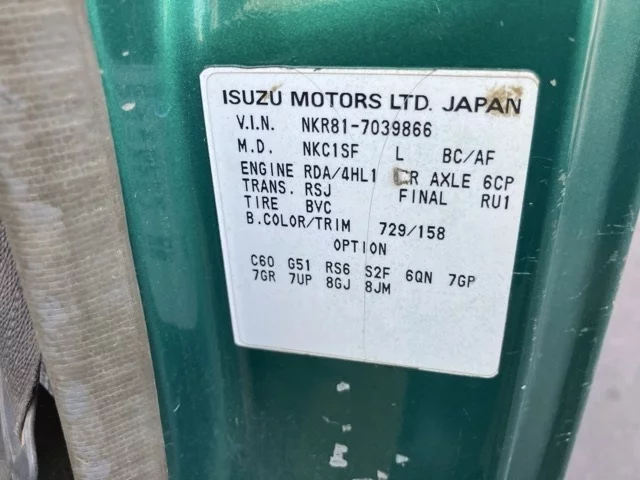 ISUZU MOTORS LTD. JAPAN
V.I.N. NKR81-7039866
M.D. NKC1SF L BC/AF
ENGINE RDA/4HL1 RR AXLE 6CP
TRANS. RSJ FINAL RU1
TIRE BVC
B.COLOR/TRIM 729/158
OPTION
C60 G51 RS6 S2F 6QN 7GP
7GR 7UP 8GJ 8JM